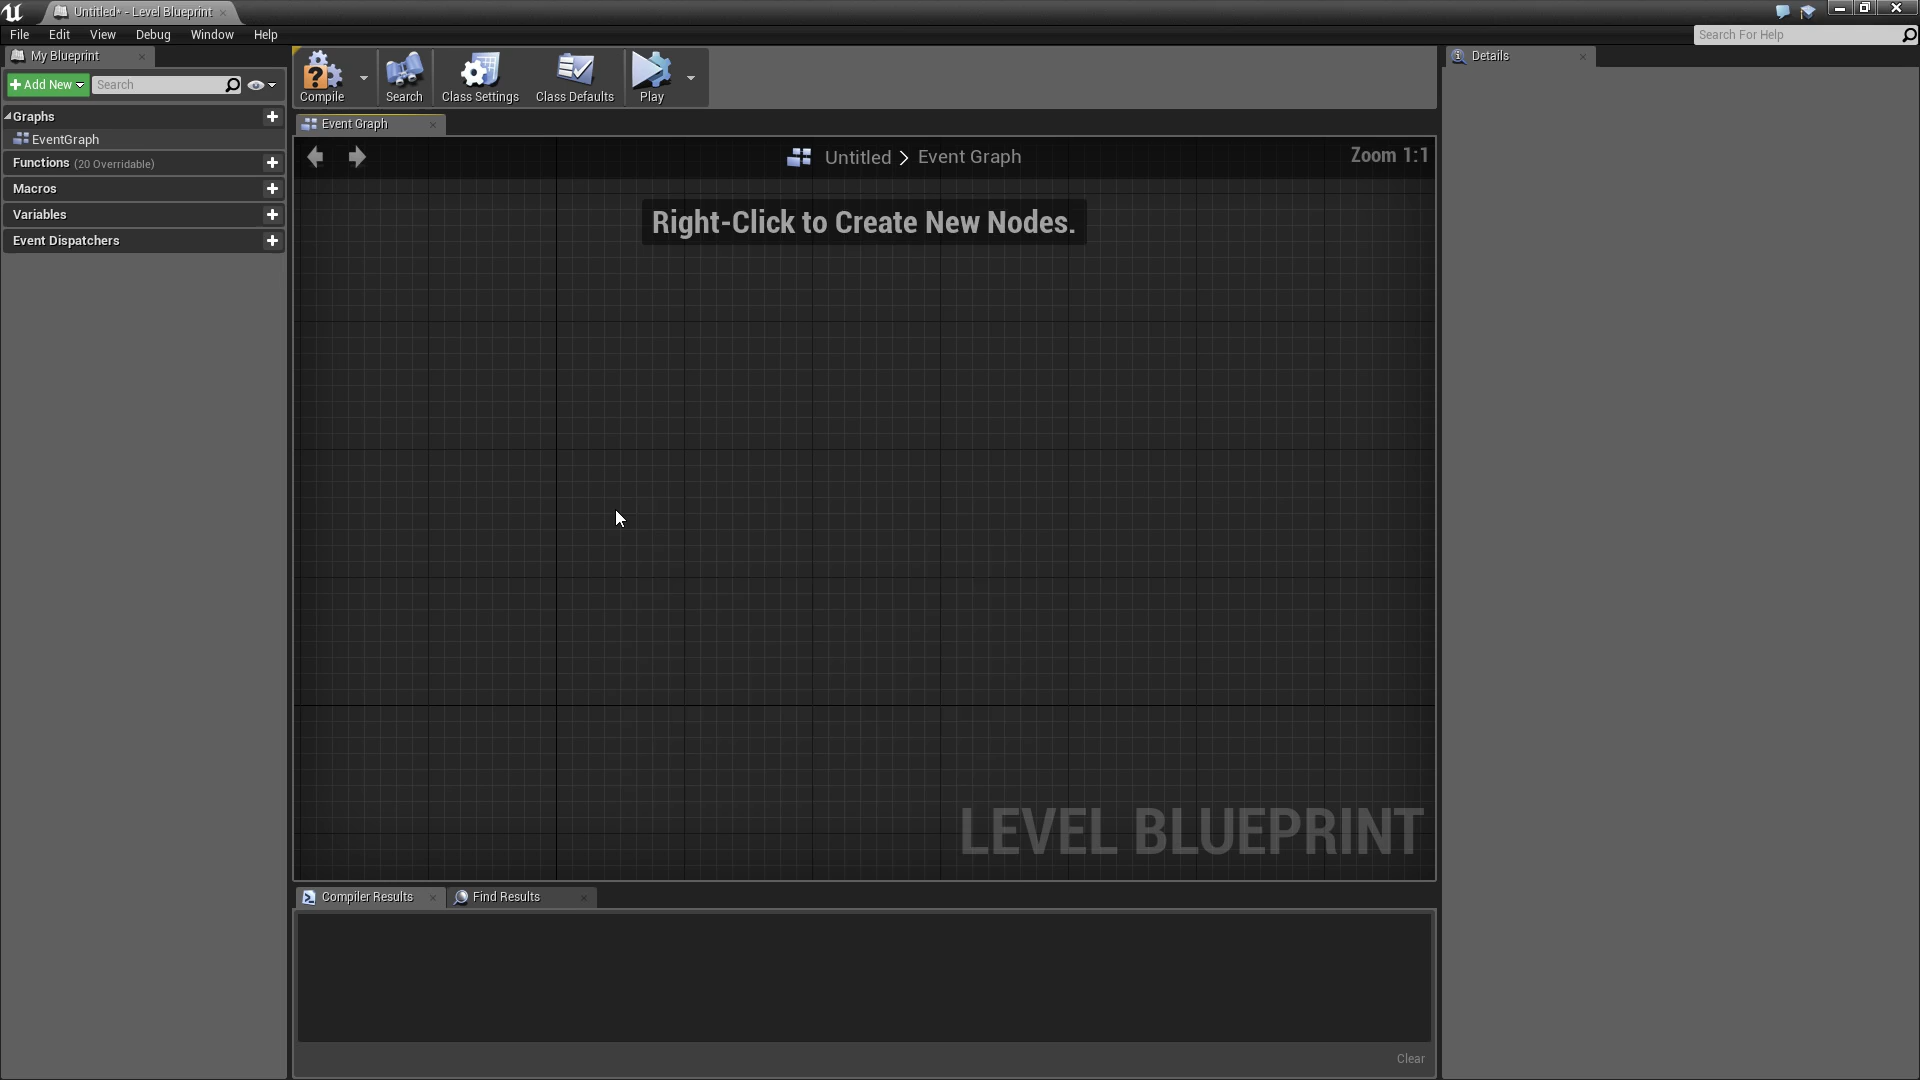 Untitled* - Level Blueprint
File Edit View Debug Window Help
Search For Help
My Blueprint
Add New
Search
Graphs
EventGraph
Functions (20 Overridable)
Macros
Variables
Event Dispatchers
Compile
Search
Class Settings
Class Defaults
Play
Event Graph
Untitled > Event Graph
Zoom 1:1
Right-Click to Create New Nodes.
LEVEL BLUEPRINT
Compiler Results
Find Results
Clear
Details